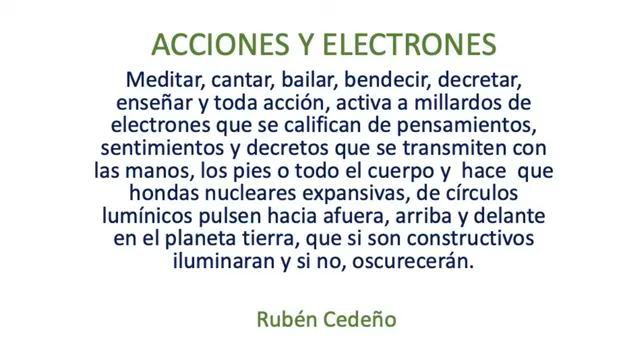 ACCIONES Y ELECTRONES
Meditar, cantar, bailar, bendecir, decretar,
enseñar y toda acción, activa a millardos de
electrones que se califican de pensamientos,
sentimientos y decretos que se transmiten con
las manos, los pies o todo el cuerpo y  hace  que
hondas nucleares expansivas, de círculos
lumínicos pulsen hacia afuera, arriba y delante
en el planeta tierra, que si son constructivos
iluminaran y si no, oscurecerán.
Rubén Cedeño